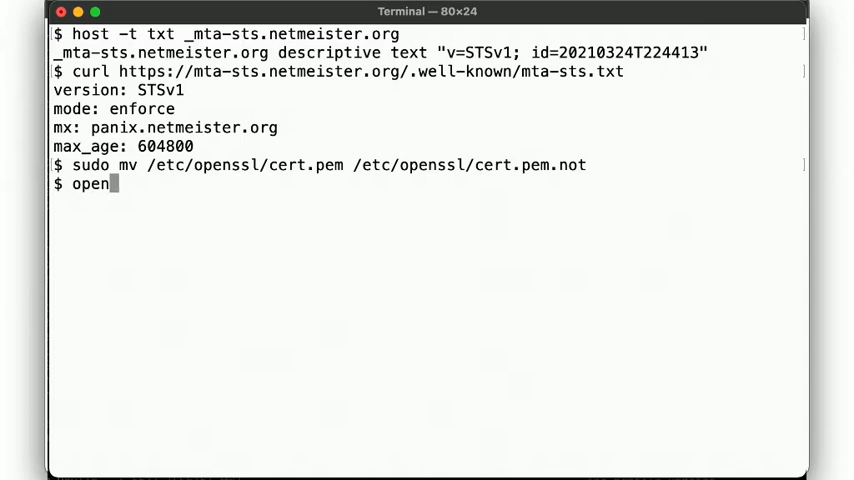 Terminal — 80×24
$ host -t txt _mta-sts.netmeister.org
_mta-sts.netmeister.org descriptive text "v=STSv1; id=20210324T224413"
$ curl https://mta-sts.netmeister.org/.well-known/mta-sts.txt
version: STSv1
mode: enforce
mx: panix.netmeister.org
max_age: 604800
$ sudo mv /etc/openssl/cert.pem /etc/openssl/cert.pem.not
$ open